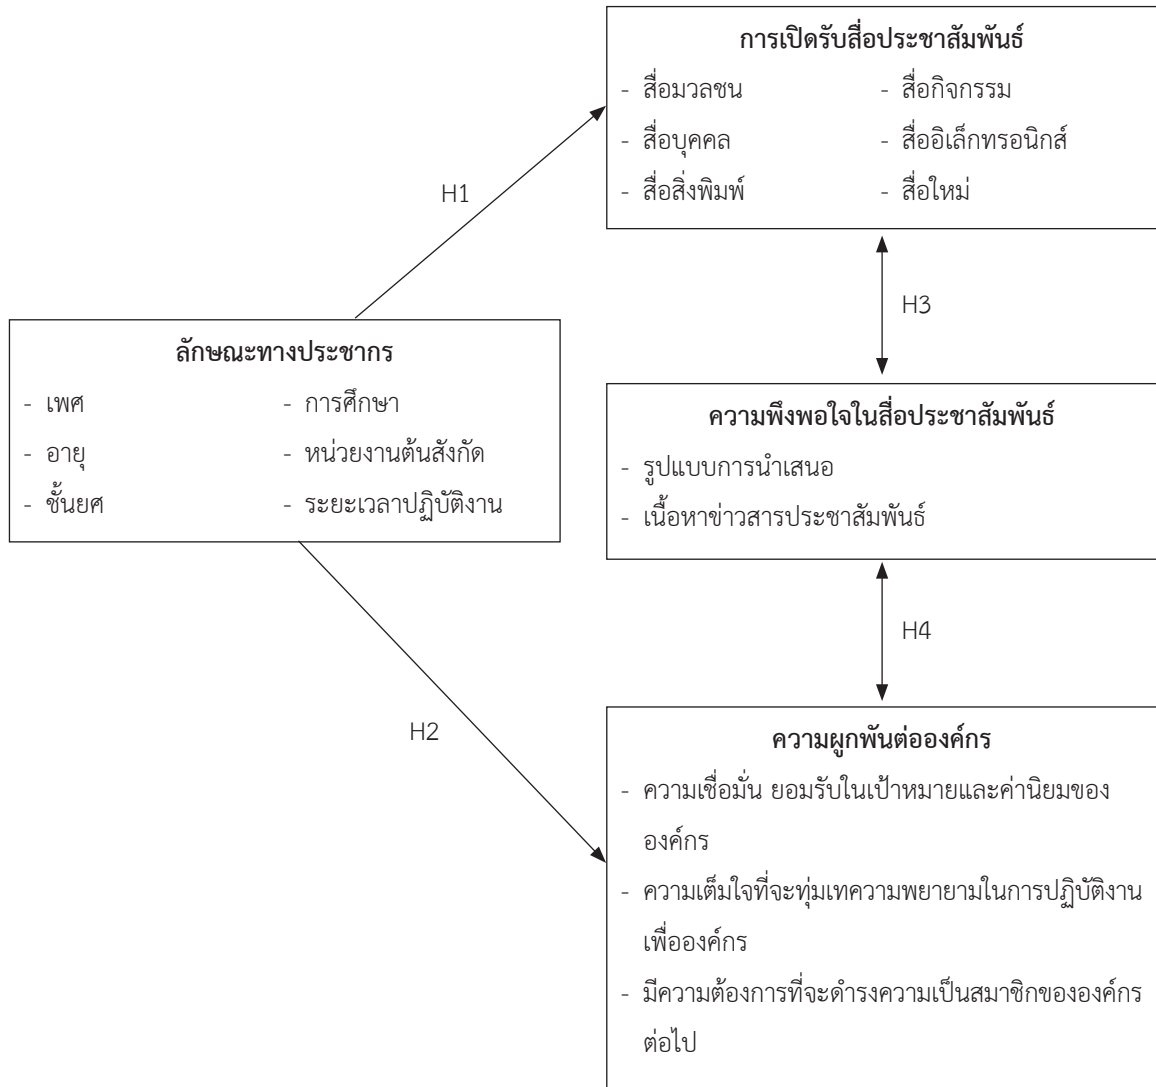 การเปิดรับสื่อประชาสัมพันธ์
- สื่อมวลชน - สื่อกิจกรรม
- สื่อบุคคล - สื่ออิเล็กทรอนิกส์
- สื่อสิ่งพิมพ์ - สื่อใหม่
H1
H3
ลักษณะทางประชากร
- เพศ - การศึกษา
- อายุ - หน่วยงานต้นสังกัด
- ชั้นยศ - ระยะเวลาปฏิบัติงาน
ความพึงพอใจในสื่อประชาสัมพันธ์
- รูปแบบการนำเสนอ
- เนื้อหาข่าวสารประชาสัมพันธ์
H4
H2
ความผูกพันต่อองค์กร
- ความเชื่อมั่น ยอมรับในเป้าหมายและค่านิยมของ
องค์กร
- ความเต็มใจที่จะทุ่มเทความพยายามในการปฏิบัติงาน
เพื่อองค์กร
- มีความต้องการที่จะดำรงความเป็นสมาชิกขององค์กร
ต่อไป